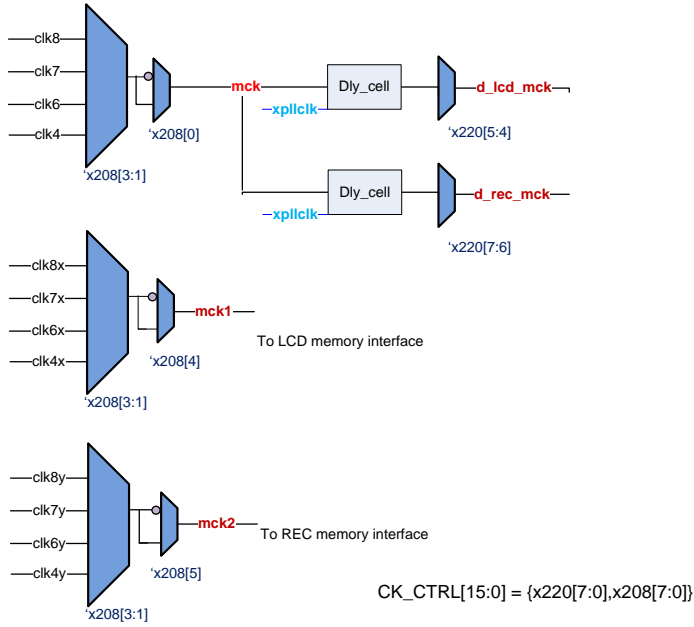 clk8
clk7
clk6
clk4
‘x208[3:1]
‘x208[0]
mck
xpllclk
Dly_cell
‘x220[5:4]
d_lcd_mck
xpllclk
Dly_cell
‘x220[7:6]
d_rec_mck
clk8x
clk7x
clk6x
clk4x
‘x208[3:1]
‘x208[4]
mck1
To LCD memory interface
clk8y
clk7y
clk6y
clk4y
‘x208[3:1]
‘x208[5]
mck2
To REC memory interface
CK_CTRL[15:0] = {x220[7:0],x208[7:0]}